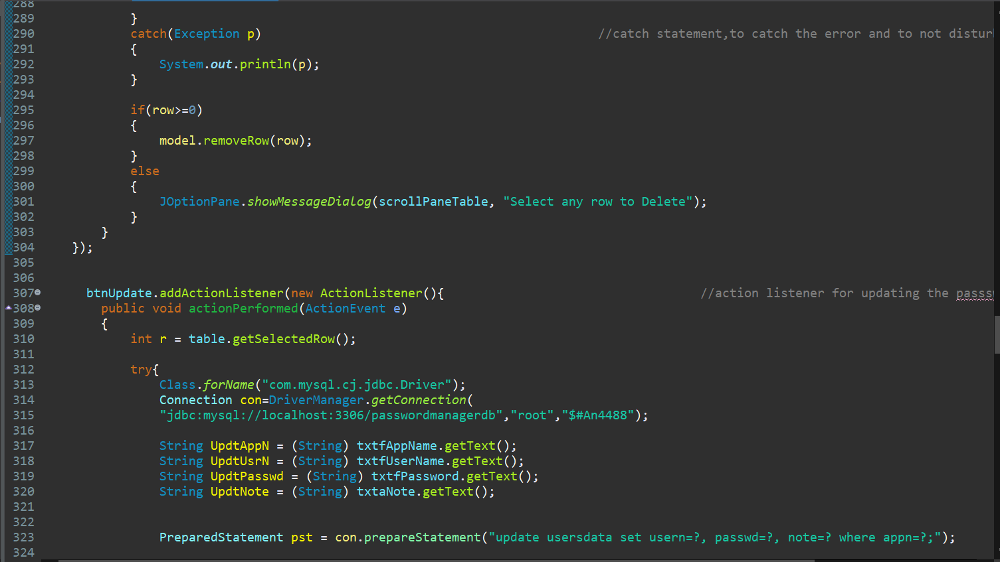 288
289 }
290 catch(Exception p) //catch statement,to catch the error and to not distur
291 {
292 System.out.println(p);
293 }
294
295 if(row>=0)
296 {
297 model.removeRow(row);
298 }
299 else
300 {
301 JOptionPane.showMessageDialog(scrollPaneTable, "Select any row to Delete");
302 }
303 }
304 });
305
306
307 btnUpdate.addActionListener(new ActionListener(){ //action listener for updating the passsw
308 public void actionPerformed(ActionEvent e)
309 {
310 int r = table.getSelectedRow();
311
312 try{
313 Class.forName("com.mysql.cj.jdbc.Driver");
314 Connection con=DriverManager.getConnection(
315 "jdbc:mysql://localhost:3306/passwordmanagerdb","root","$#An4488");
316
317 String UpdtAppN = (String) txtfAppName.getText();
318 String UpdtUsrN = (String) txtfUserName.getText();
319 String UpdtPasswd = (String) txtfPassword.getText();
320 String UpdtNote = (String) txtaNote.getText();
321
322
323 PreparedStatement pst = con.prepareStatement("update usersdata set usern=?, passwd=?, note=? where appn=?;");
324